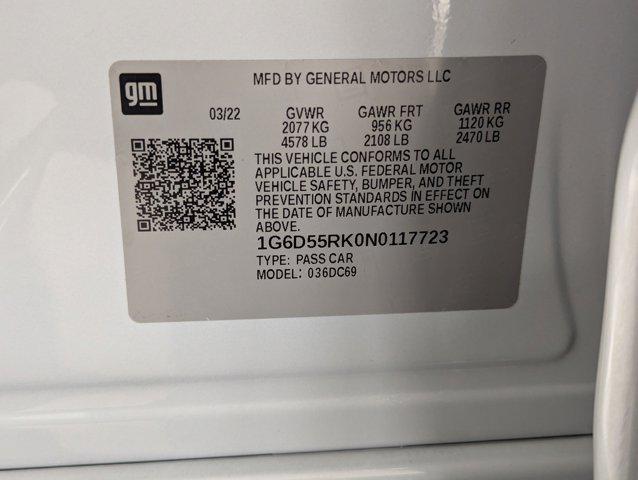 gm
MFD BY GENERAL MOTORS LLC
03/22 GVWR GAWR FRT GAWR RR
2077 KG 956 KG 1120 KG
4578 LB 2108 LB 2470 LB
THIS VEHICLE CONFORMS TO ALL
APPLICABLE U.S. FEDERAL MOTOR
VEHICLE SAFETY, BUMPER, AND THEFT
PREVENTION STANDARDS IN EFFECT ON
THE DATE OF MANUFACTURE SHOWN
ABOVE.
1G6D55RK0N0117723
TYPE: PASS CAR
MODEL: 036DC69